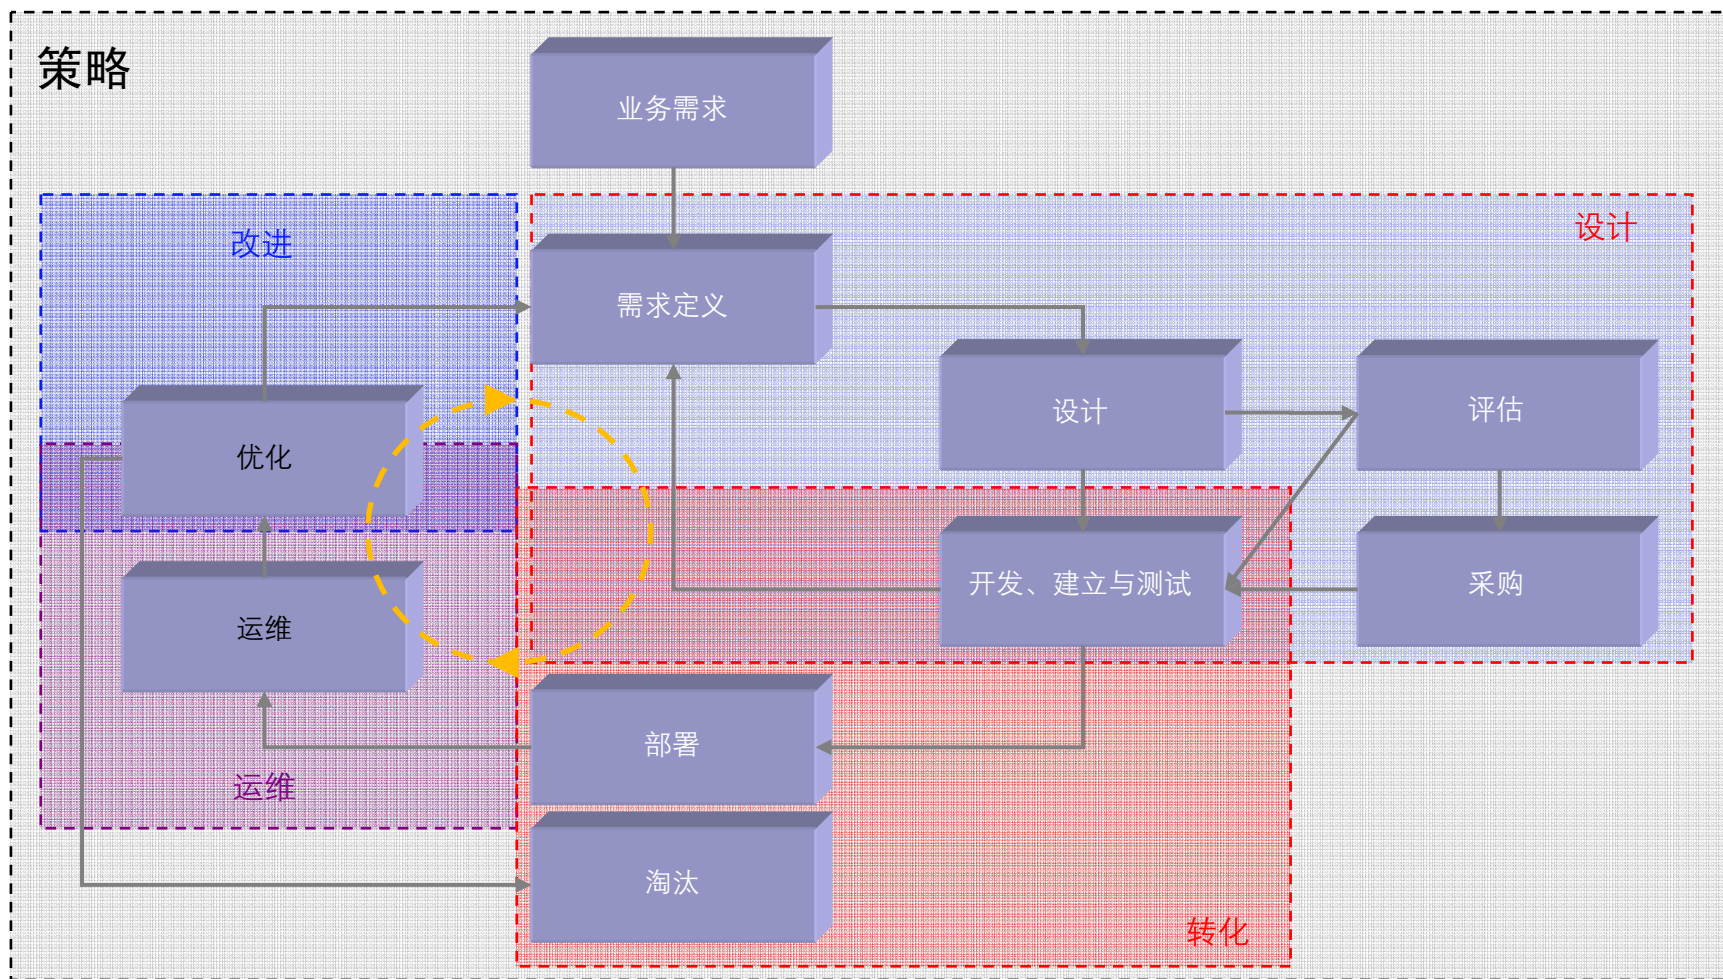 策略
业务需求
改进
设计
需求定义
设计
评估
优化
开发、建立与测试
采购
运维
部署
运维
淘汰
转化